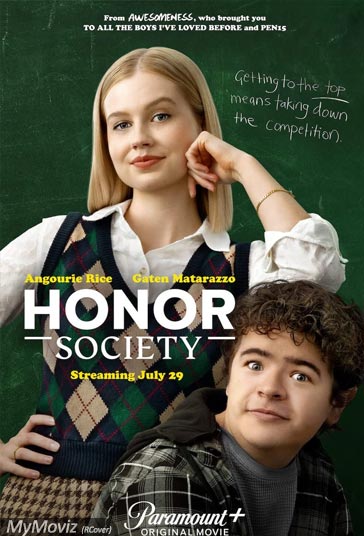 From AWESOMENESS, who brought you
TO ALL THE BOYS I'VE LOVED BEFORE and PEN15
Getting to the top
means taking down
the competition.
Angourie Rice Gaten Matarazzo
HONOR
SOCIETY
Streaming July 29
MyMoviz (RCover)
Paramount+
ORIGINAL MOVIE